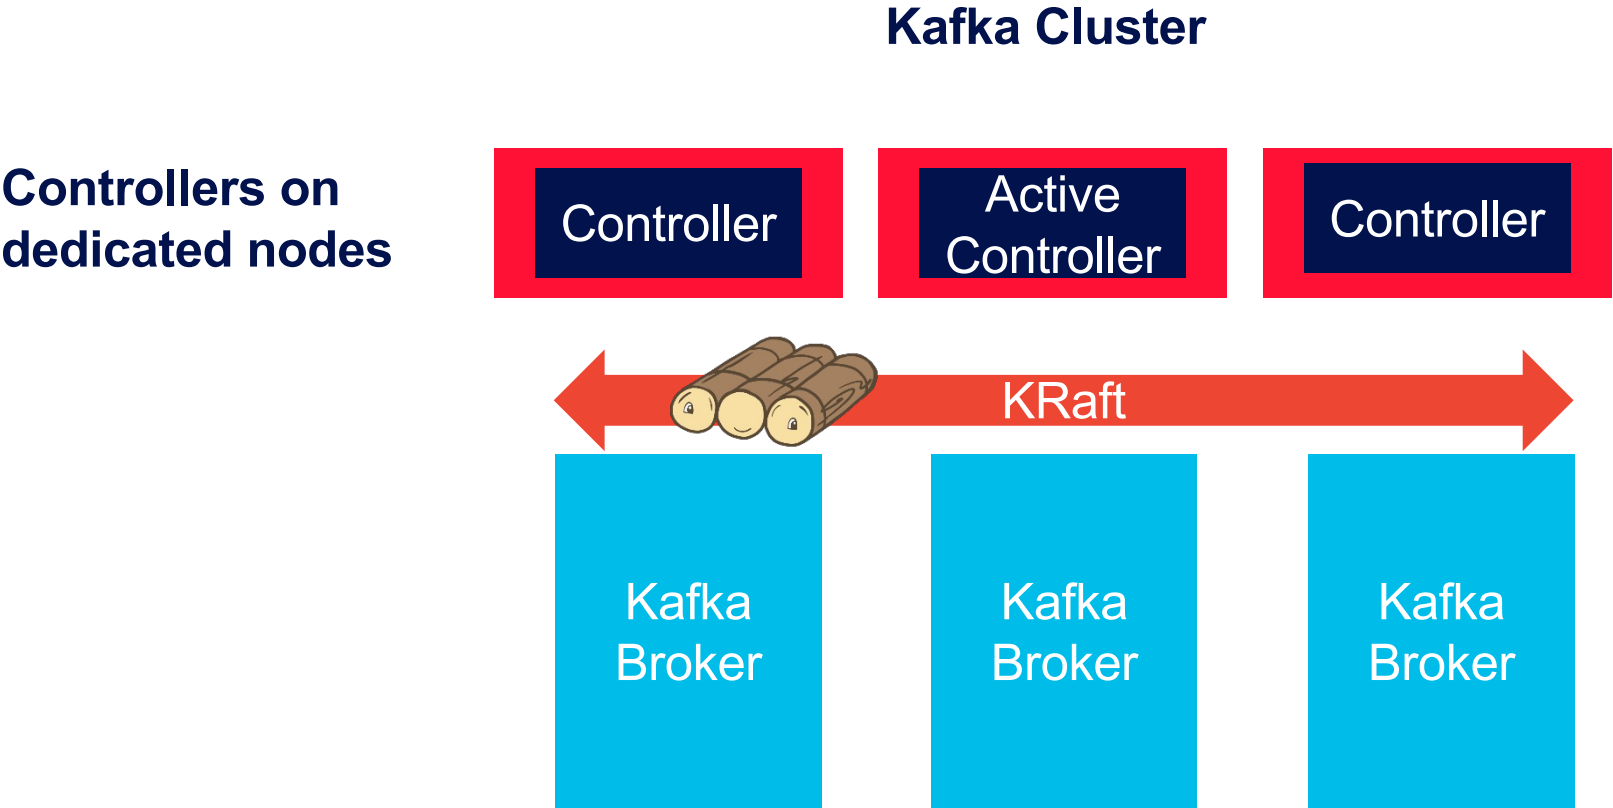 Kafka Cluster
Controllers on
dedicated nodes
Controller
Active
Controller
Controller
KRaft
Kafka
Broker
Kafka
Broker
Kafka
Broker